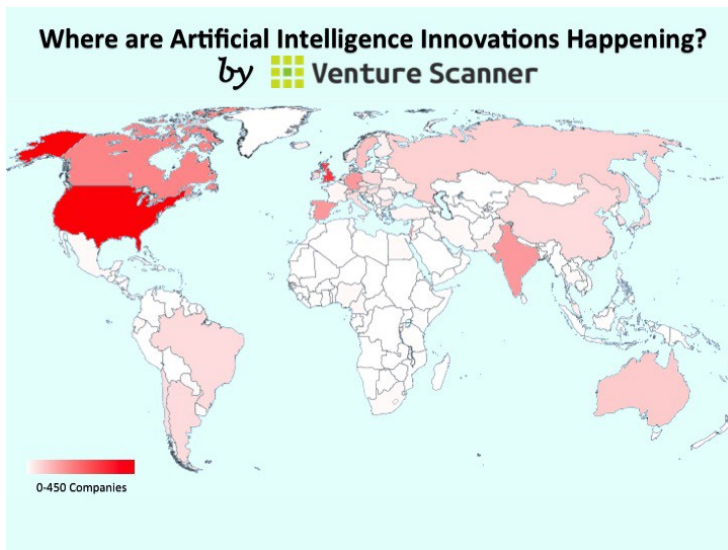 Where are Artificial Intelligence Innovations Happening?
by Venture Scanner
0-450 Companies